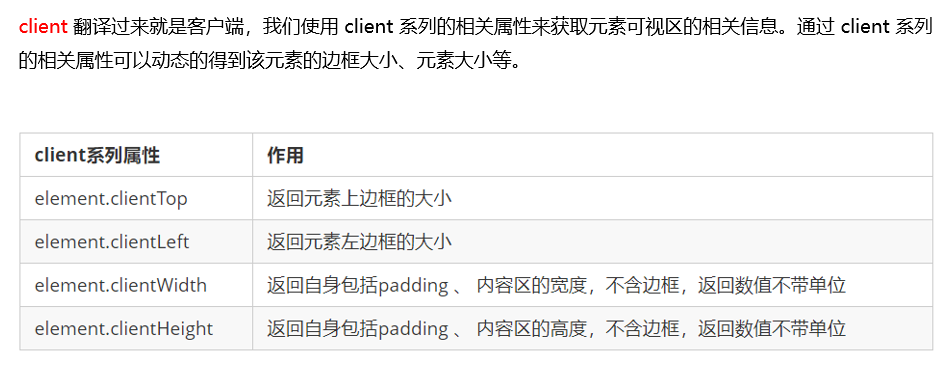 client 翻译过来就是客户端，我们使用 client 系列的相关属性来获取元素可视区的相关信息。通过 client 系列
的相关属性可以动态的得到该元素的边框大小、元素大小等。
client系列属性 作用
element.clientTop 返回元素上边框的大小
element.clientLeft 返回元素左边框的大小
element.clientWidth 返回自身包括padding 、 内容区的宽度，不含边框，返回数值不带单位
element.clientHeight 返回自身包括padding 、 内容区的高度，不含边框，返回数值不带单位